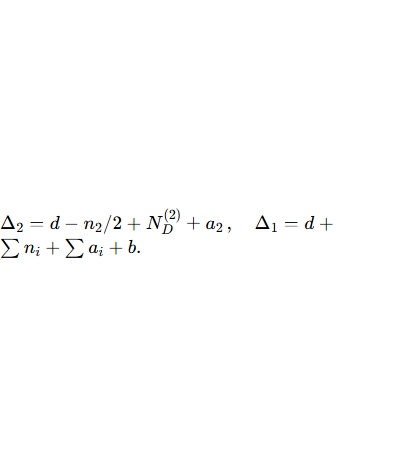 Δ₂ = d − n₂/2 + N_D^{(2)} + a₂ ,  Δ₁ = d +
∑ nᵢ + ∑ aᵢ + b.